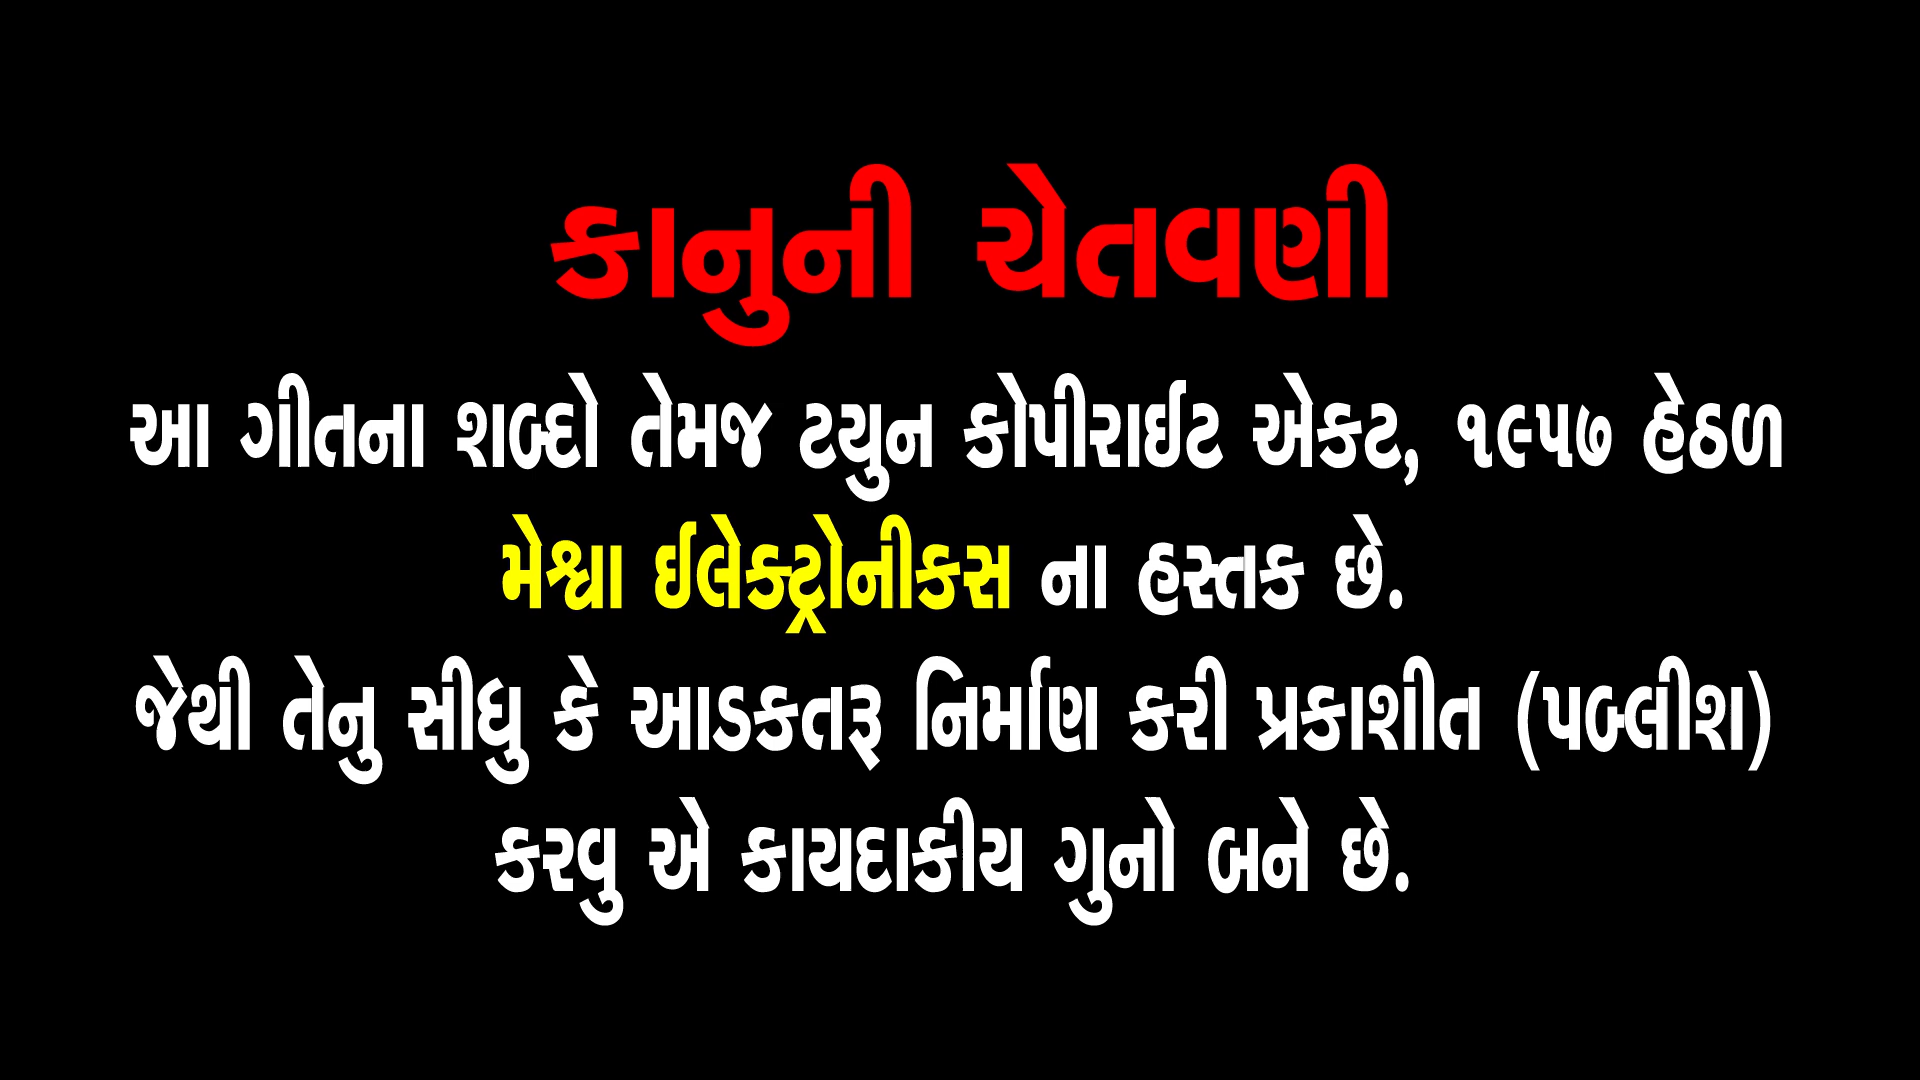 કાનુની ચેતવણી
આ ગીતના શબ્દો તેમજ ટયુન કોપીરાઈટ એકટ, ૧૯૫૭ હેઠળ
મેશ્વા ઈલેક્ટ્રોનીકસ ના હસ્તક છે.
જેથી તેનુ સીધુ કે આડકતરૂ નિર્માણ કરી પ્રકાશીત (પબ્લીશ)
કરવુ એ કાયદાકીય ગુનો બને છે.